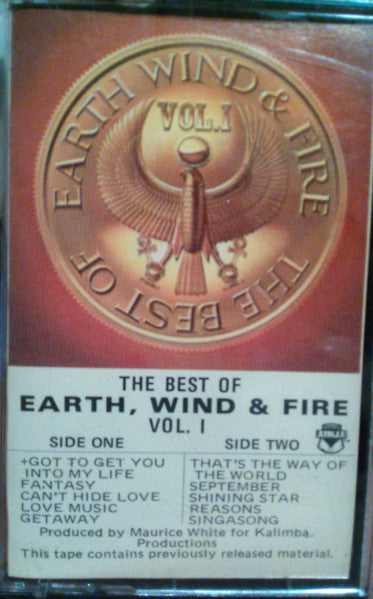 THE BEST OF EARTH WIND & FIRE
VOL.I
THE BEST OF
EARTH, WIND & FIRE
VOL. I
SIDE ONE
+GOT TO GET YOU
INTO MY LIFE
FANTASY
CAN'T HIDE LOVE
LOVE MUSIC
GETAWAY
SIDE TWO
THAT'S THE WAY OF
THE WORLD
SEPTEMBER
SHINING STAR
REASONS
SINGASONG
Produced by Maurice White for Kalimba
Productions
This tape contains previously released material.